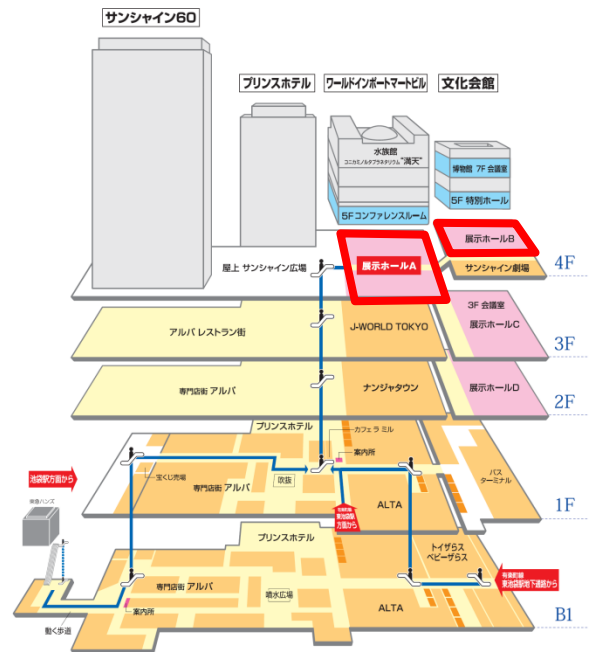 サンシャイン60
プリンスホテル
ワールドインポートマートビル
文化会館
水族館
コニカミノルタプラネタリウム"満天"
博物館 7F 会議室
5F 特別ホール
5Fコンファレンスルーム
展示ホールB
屋上 サンシャイン広場
展示ホールA
サンシャイン劇場
4F
3F 会議室
アルパ レストラン街
J-WORLD TOKYO
展示ホールC
3F
専門店街 アルパ
ナンジャタウン
展示ホールD
2F
プリンスホテル
カフェ ラ ミル
案内所
池袋駅方面から
宝くじ売場
専門店街 アルパ
吹抜
バス
ターミナル
東急ハンズ
ALTA
1F
有楽町線
東池袋駅
方面から
プリンスホテル
トイザらス
ベビーザらス
専門店街 アルパ
噴水広場
有楽町線
東池袋駅地下通路から
動く歩道
案内所
ALTA
B1